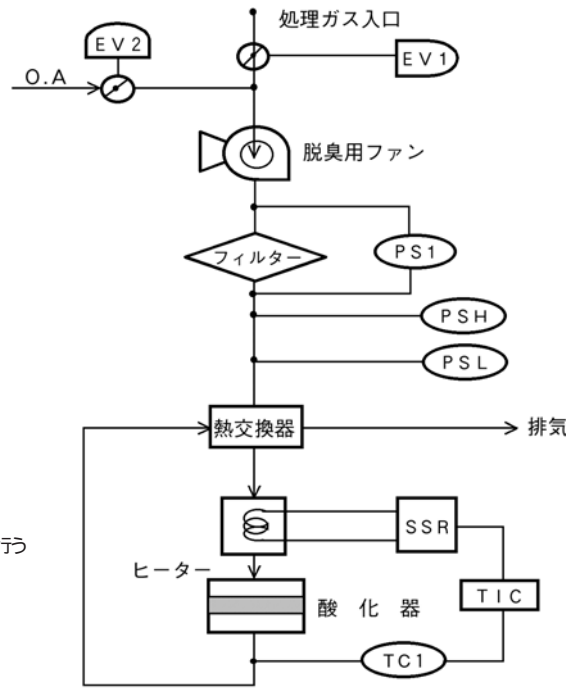 処理ガス入口
EV2
EV1
O.A
脱臭用ファン
フィルター
PS1
PSH
PSL
熱交換器
排気
SSR
行う
ヒーター
TIC
酸化器
TC1